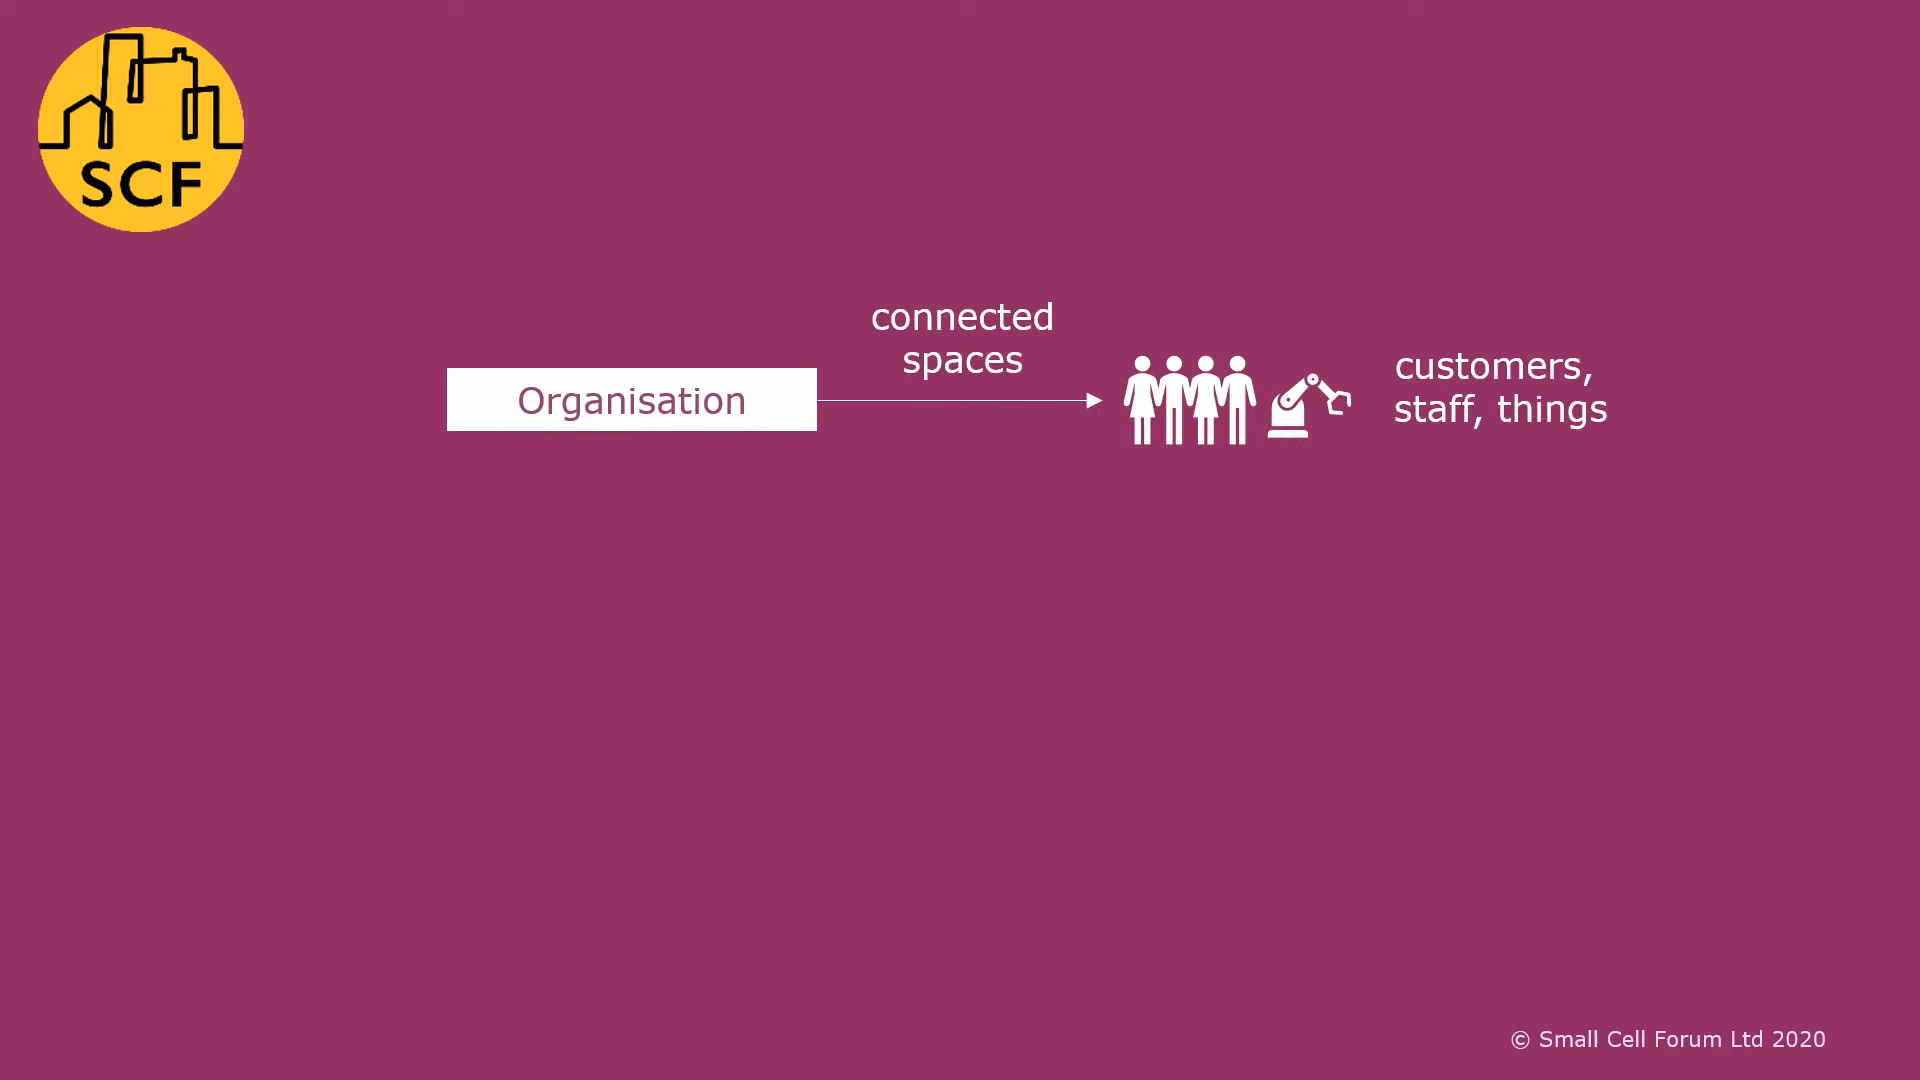 SCF
connected
spaces
Organisation
customers,
staff, things
© Small Cell Forum Ltd 2020